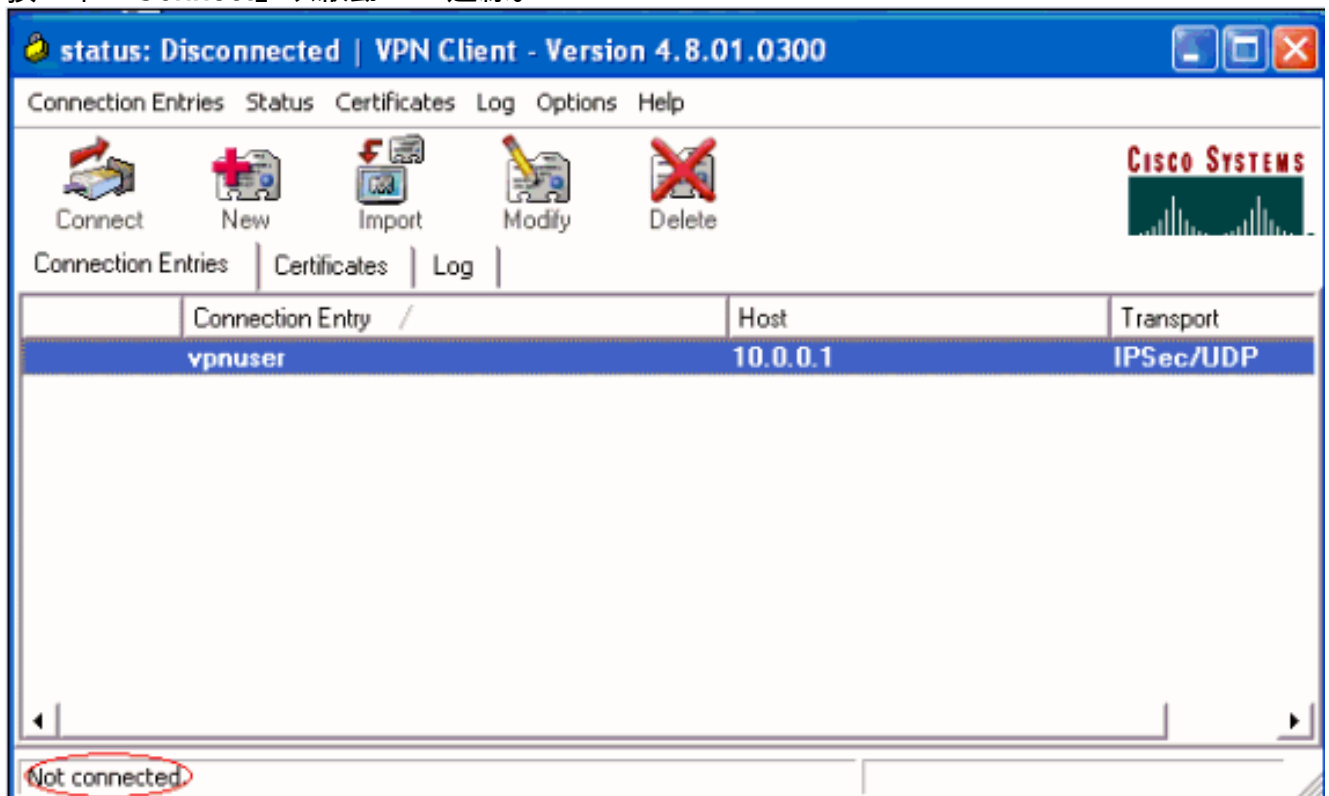 Connect
status: Disconnected | VPN Client - Version 4.8.01.0300
Connection Entries Status Certificates Log Options Help
Connect New Import Modify Delete
CISCO SYSTEMS
Connection Entries Certificates Log
Connection Entry / Host Transport
vpnuser 10.0.0.1 IPSec/UDP
Not connected.